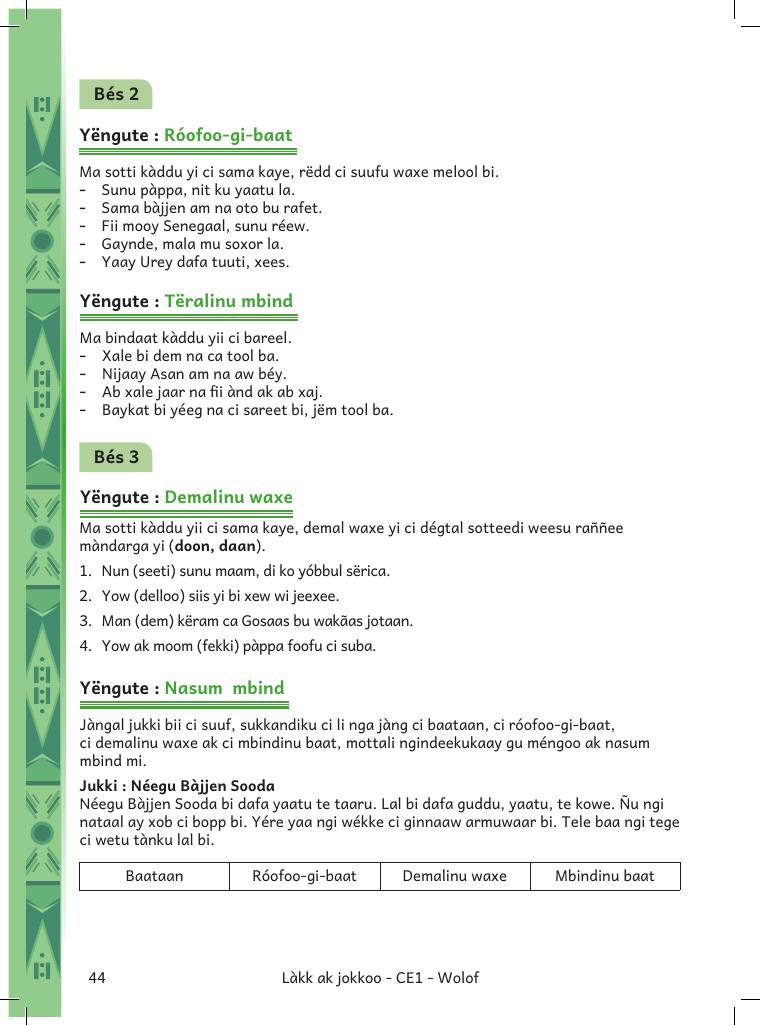 Bés 2
Yëngute : Róofoo-gi-baat
Ma sotti kàddu yi ci sama kaye, rëdd ci suufu waxe melool bi.
- Sunu pàppa, nit ku yaatu la.
- Sama bàjjen am na oto bu rafet.
- Fii mooy Senegaal, sunu réew.
- Gaynde, mala mu soxor la.
- Yaay Urey dafa tuuti, xees.
Yëngute : Tëralinu mbind
Ma bindaat kàddu yii ci bareel.
- Xale bi dem na ca tool ba.
- Nijaay Asan am na aw béy.
- Ab xale jaar na fii ànd ak ab xaj.
- Baykat bi yéeg na ci sareet bi, jëm tool ba.
Bés 3
Yëngute : Demalinu waxe
Ma sotti kàddu yii ci sama kaye, demal waxe yi ci dégtal sotteedi weesu raññee
màndarga yi (doon, daan).
1. Nun (seeti) sunu maam, di ko yóbbul sërica.
2. Yow (delloo) siis yi bi xew wi jeexee.
3. Man (dem) këram ca Gosaas bu wakãas jotaan.
4. Yow ak moom (fekki) pàppa foofu ci suba.
Yëngute : Nasum mbind
Jàngal jukki bii ci suuf, sukkandiku ci li nga jàng ci baataan, ci róofoo-gi-baat,
ci demalinu waxe ak ci mbindinu baat, mottali ngindeekukaay gu méngoo ak nasum
mbind mi.
Jukki : Néegu Bàjjen Sooda
Néegu Bàjjen Sooda bi dafa yaatu te taaru. Lal bi dafa guddu, yaatu, te kowe. Ñu ngi
nataal ay xob ci bopp bi. Yére yaa ngi wékke ci ginnaaw armuwaar bi. Tele baa ngi tege
ci wetu tànku lal bi.
Baataan Róofoo-gi-baat Demalinu waxe Mbindinu baat
44 Làkk ak jokkoo - CE1 - Wolof